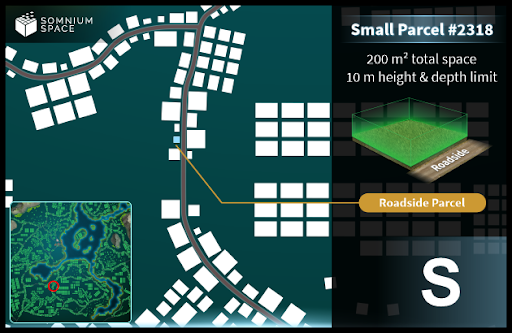 SOMNIUM
SPACE
Small Parcel #2318
200 m² total space
10 m height & depth limit
Roadside
Roadside Parcel
S